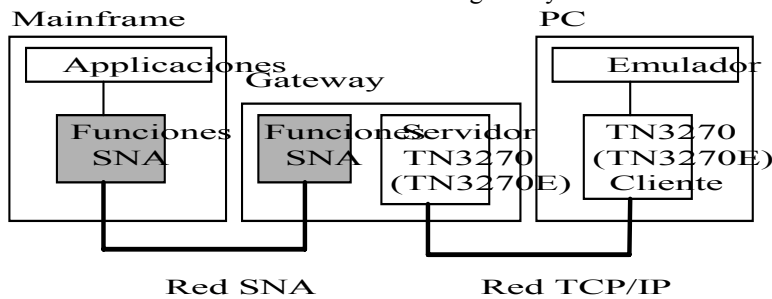 Mainframe
PC
Applicaciones
Emulador
Gateway
Funciones
SNA
Funciones
SNA
Servidor
TN3270
(TN3270E)
TN3270
(TN3270E)
Cliente
Red SNA
Red TCP/IP